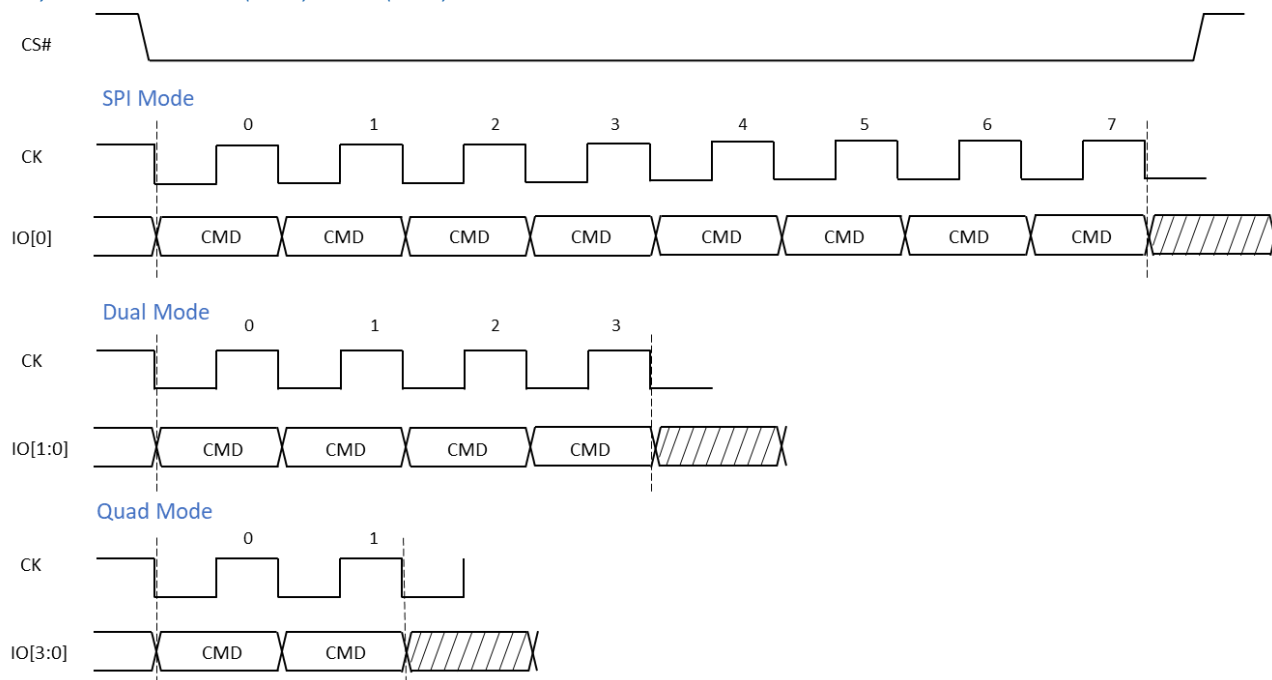 CS#
SPI Mode
0 1 2 3 4 5 6 7
CK
IO[0] CMD CMD CMD CMD CMD CMD CMD CMD
Dual Mode
0 1 2 3
CK
IO[1:0] CMD CMD CMD CMD
Quad Mode
0 1
CK
IO[3:0] CMD CMD